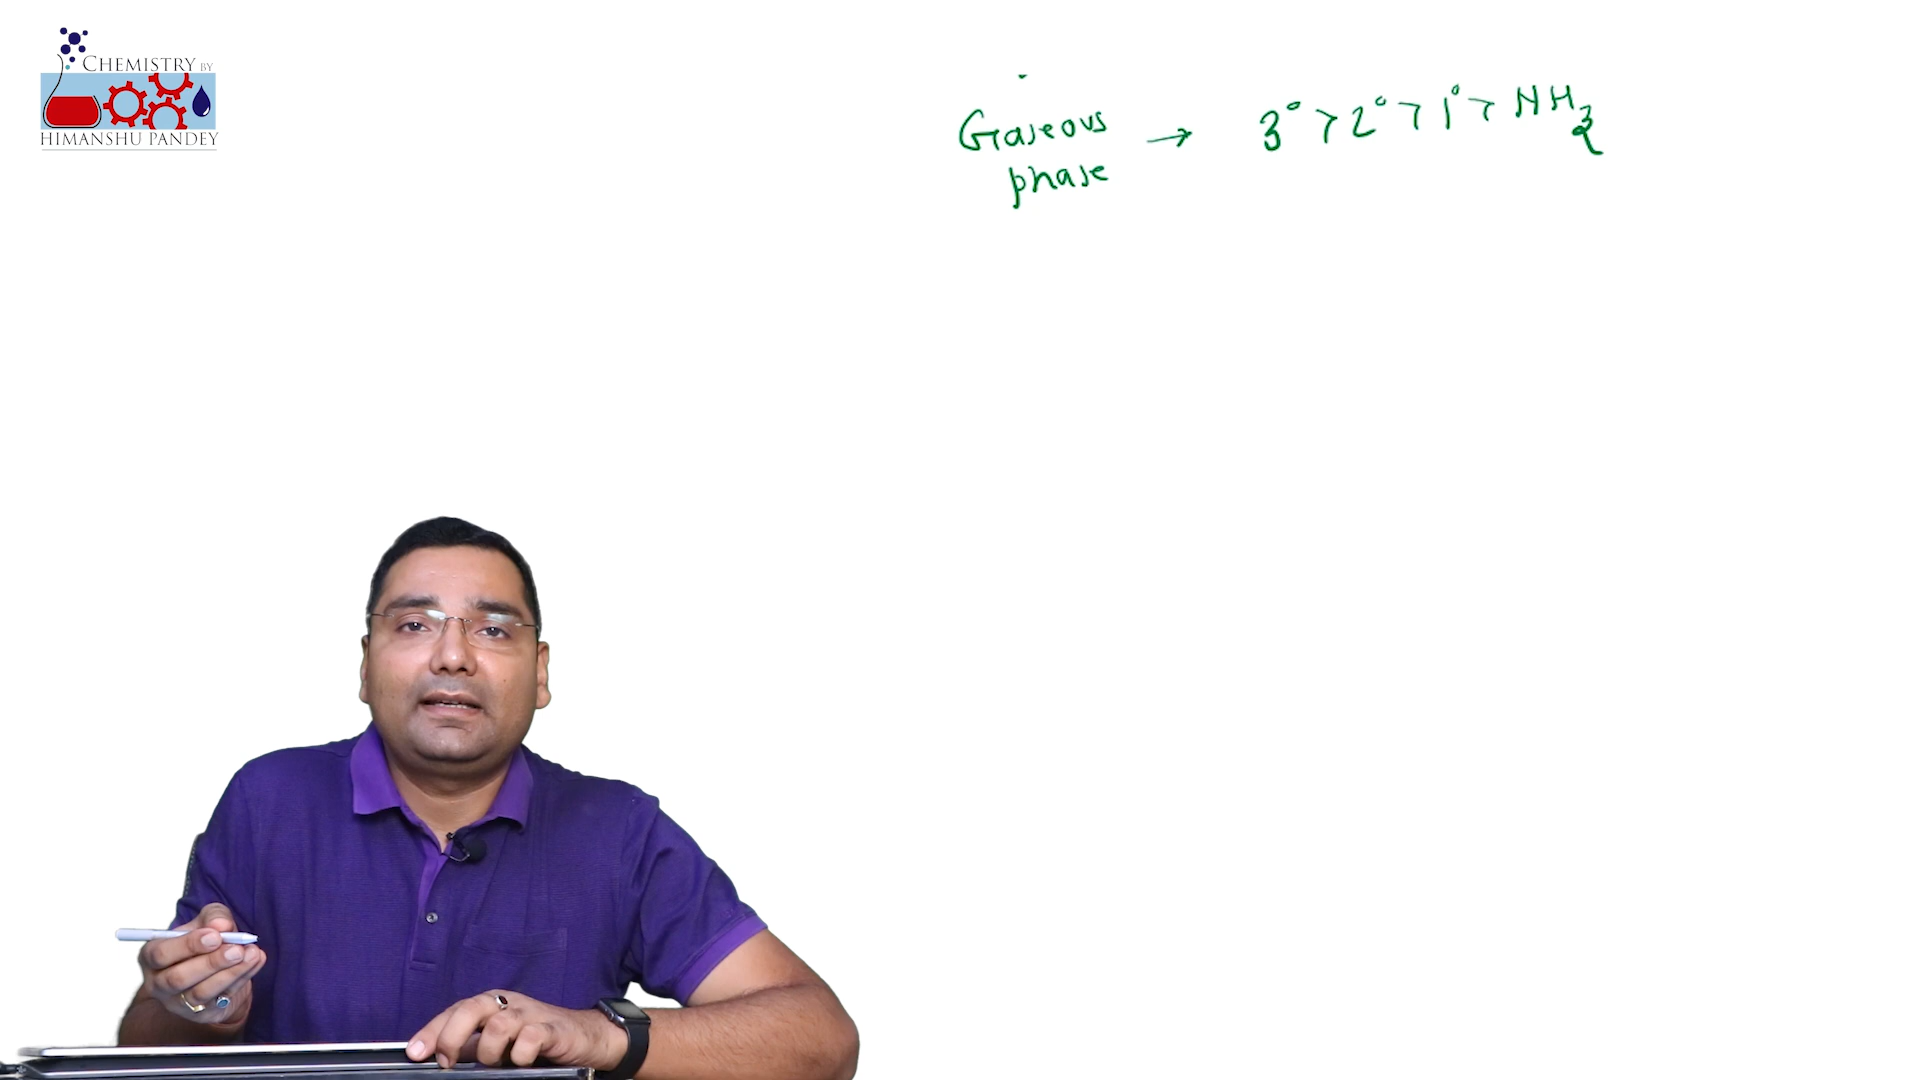 CHEMISTRY BY
HIMANSHU PANDEY
Gaseous phase → 3° > 2° > 1° > NH3